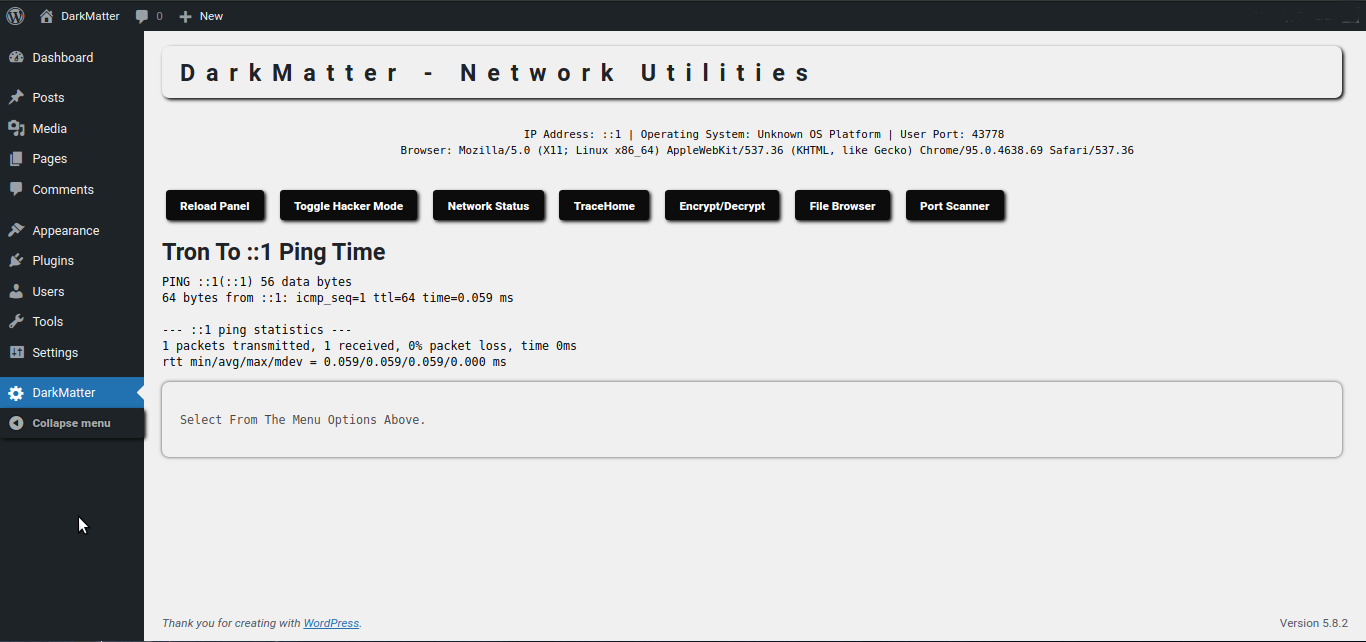 DarkMatter 0 New
Dashboard
Posts
Media
Pages
Comments
Appearance
Plugins
Users
Tools
Settings
DarkMatter
Collapse menu
DarkMatter - Network Utilities
IP Address: ::1 | Operating System: Unknown OS Platform | User Port: 43778
Browser: Mozilla/5.0 (X11; Linux x86_64) AppleWebKit/537.36 (KHTML, like Gecko) Chrome/95.0.4638.69 Safari/537.36
Reload Panel Toggle Hacker Mode Network Status TraceHome Encrypt/Decrypt File Browser Port Scanner
Tron To ::1 Ping Time
PING ::1(::1) 56 data bytes
64 bytes from ::1: icmp_seq=1 ttl=64 time=0.059 ms
--- ::1 ping statistics ---
1 packets transmitted, 1 received, 0% packet loss, time 0ms
rtt min/avg/max/mdev = 0.059/0.059/0.059/0.000 ms
Select From The Menu Options Above.
Thank you for creating with WordPress. Version 5.8.2